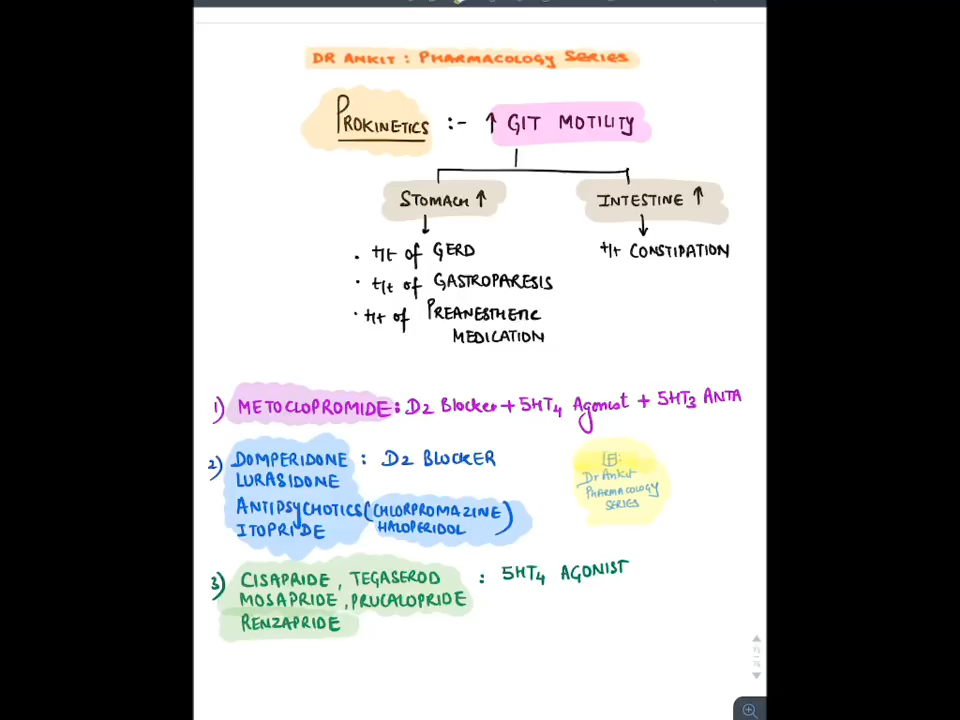 DR ANKIT : PHARMACOLOGY SERIES
PROKINETICS :- ↑ GIT MOTILITY
STOMACH ↑
INTESTINE ↑
. t/t of GERD
t/t CONSTIPATION
. t/t of GASTROPARESIS
. t/t of PREANESTHETIC
MEDICATION
1) METOCLOPROMIDE : D2 Blocker + 5HT4 Agonist + 5HT3 ANTA
2) DOMPERIDONE : D2 BLOCKER
LURASIDONE
ANTIPSYCHOTICS (CHLORPROMAZINE
HALOPERIDOL)
ITOPRIDE
Dr Ankit
PHARMACOLOGY
SERIES
3) CISAPRIDE, TEGASEROD : 5HT4 AGONIST
MOSAPRIDE, PRUCALOPRIDE
RENZAPRIDE